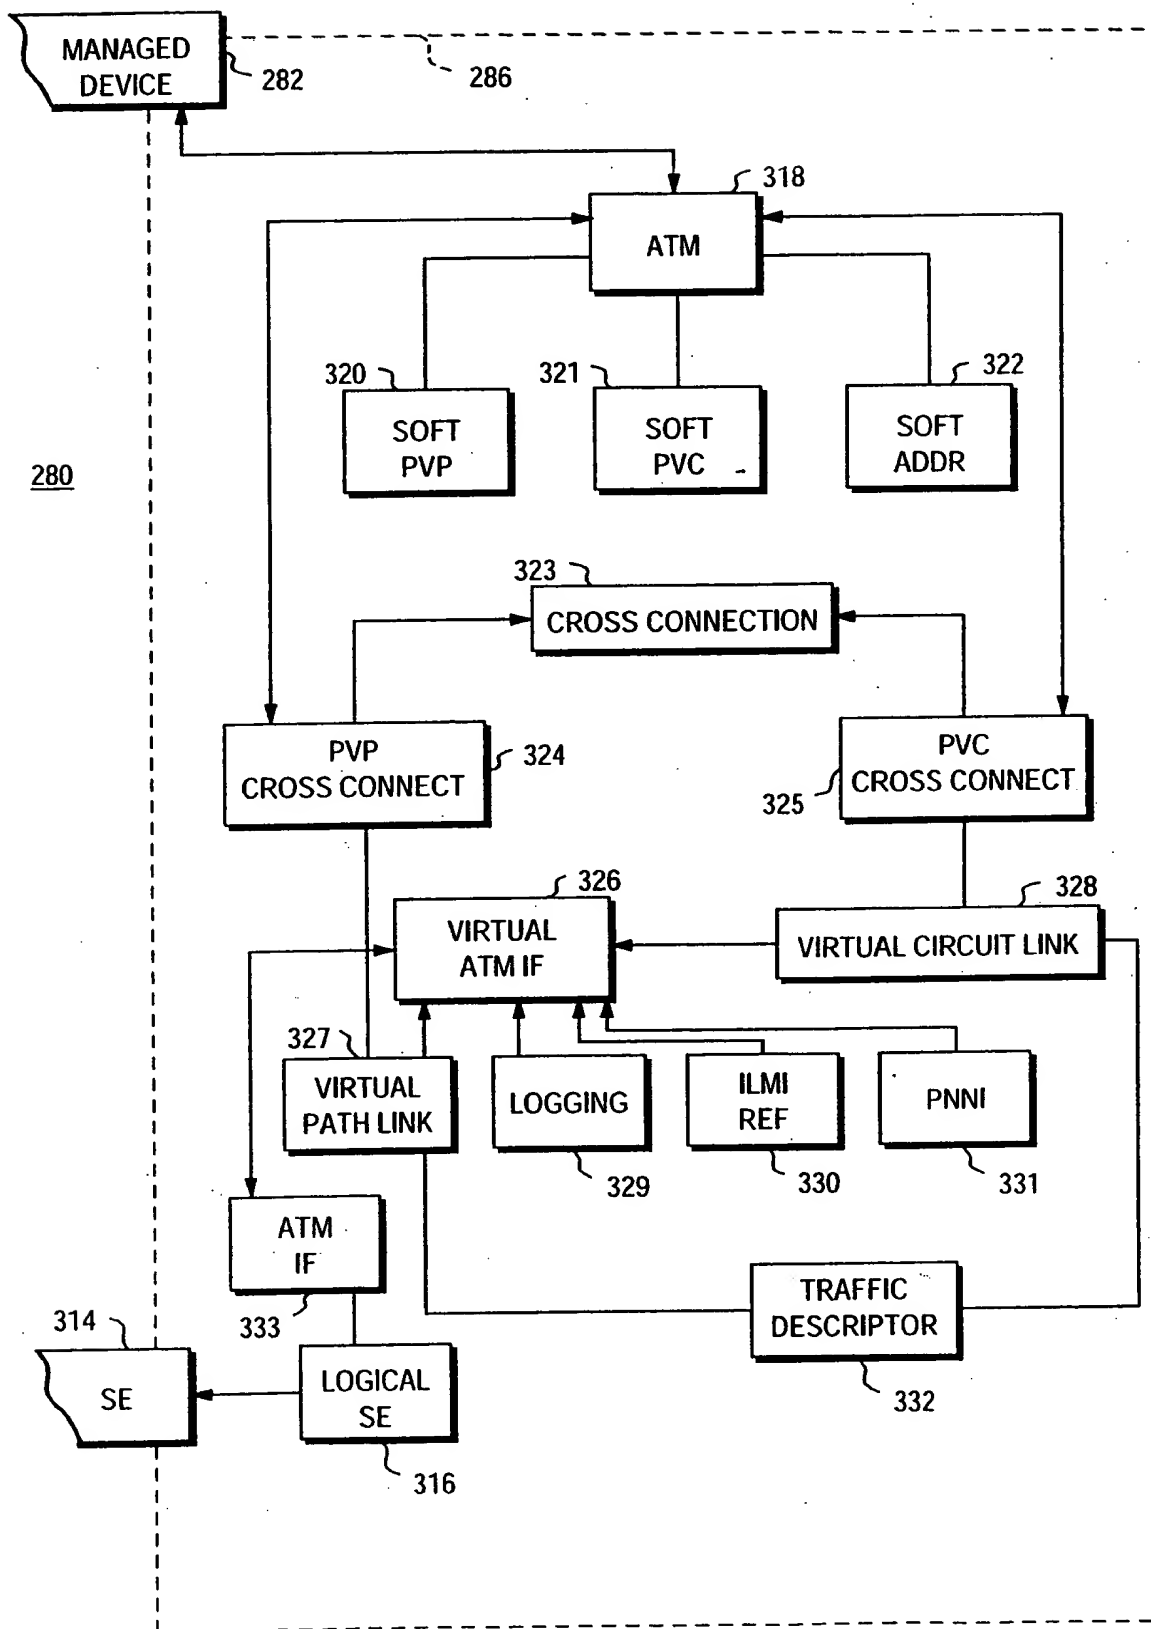 MANAGED
DEVICE
282
286
318
ATM
320
321
322
SOFT
PVP
SOFT
PVC
SOFT
ADDR
280
323
CROSS CONNECTION
PVP
CROSS CONNECT
324
PVC
CROSS CONNECT
325
326
328
VIRTUAL
ATM IF
VIRTUAL CIRCUIT LINK
327
VIRTUAL
PATH LINK
LOGGING
ILMI
REF
PNNI
329
330
331
ATM
IF
333
TRAFFIC
DESCRIPTOR
332
314
SE
LOGICAL
SE
316